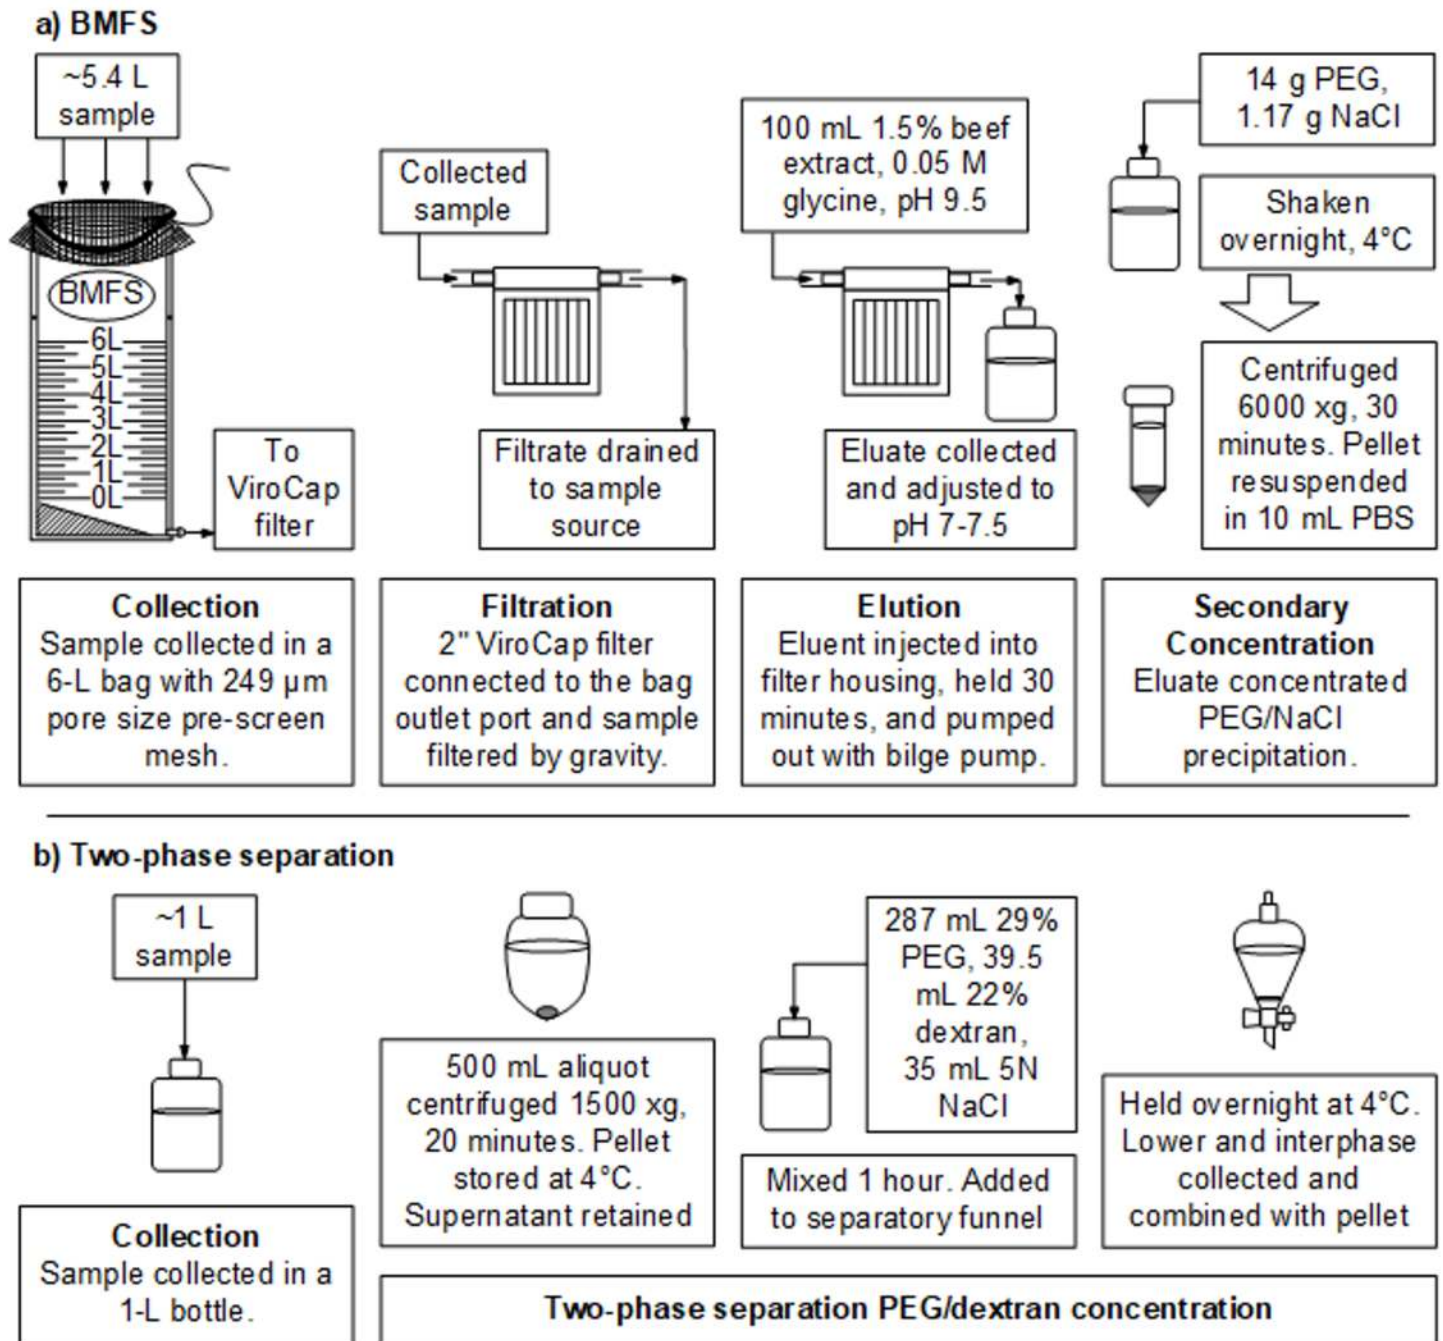 a) BMFS
~5.4 L
sample
BMFS
6L
5L
4L
3L
2L
1L
0L
To
ViroCap
filter
Collection
Sample collected in a
6-L bag with 249 µm
pore size pre-screen
mesh.
Collected
sample
Filtrate drained
to sample
source
Filtration
2" ViroCap filter
connected to the bag
outlet port and sample
filtered by gravity.
100 mL 1.5% beef
extract, 0.05 M
glycine, pH 9.5
Eluate collected
and adjusted to
pH 7-7.5
Elution
Eluent injected into
filter housing, held 30
minutes, and pumped
out with bilge pump.
14 g PEG,
1.17 g NaCl
Shaken
overnight, 4°C
Centrifuged
6000 xg, 30
minutes. Pellet
resuspended
in 10 mL PBS
Secondary
Concentration
Eluate concentrated
PEG/NaCl
precipitation.
b) Two-phase separation
~1 L
sample
Collection
Sample collected in a
1-L bottle.
500 mL aliquot
centrifuged 1500 xg,
20 minutes. Pellet
stored at 4°C.
Supernatant retained
287 mL 29%
PEG, 39.5
mL 22%
dextran,
35 mL 5N
NaCl
Mixed 1 hour. Added
to separatory funnel
Held overnight at 4°C.
Lower and interphase
collected and
combined with pellet
Two-phase separation PEG/dextran concentration